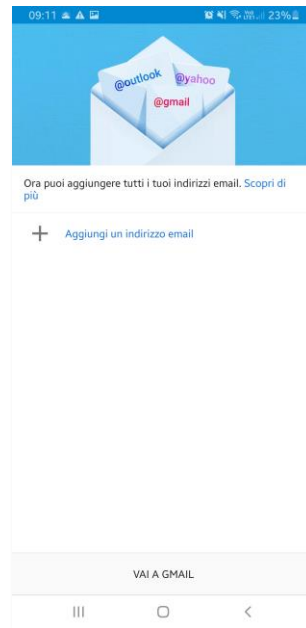 09:11 23%
@outlook @yahoo
@gmail
Ora puoi aggiungere tutti i tuoi indirizzi email. Scopri di
più
Aggiungi un indirizzo email
VAI A GMAIL